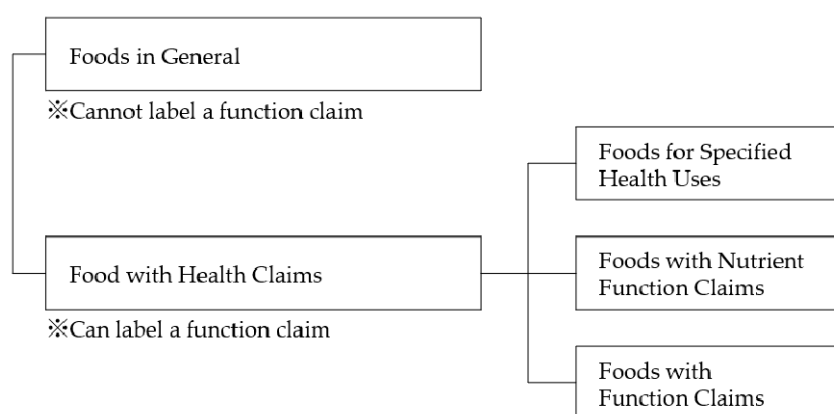 Foods in General
※Cannot label a function claim
Foods for Specified
Health Uses
Food with Health Claims
※Can label a function claim
Foods with Nutrient
Function Claims
Foods with
Function Claims